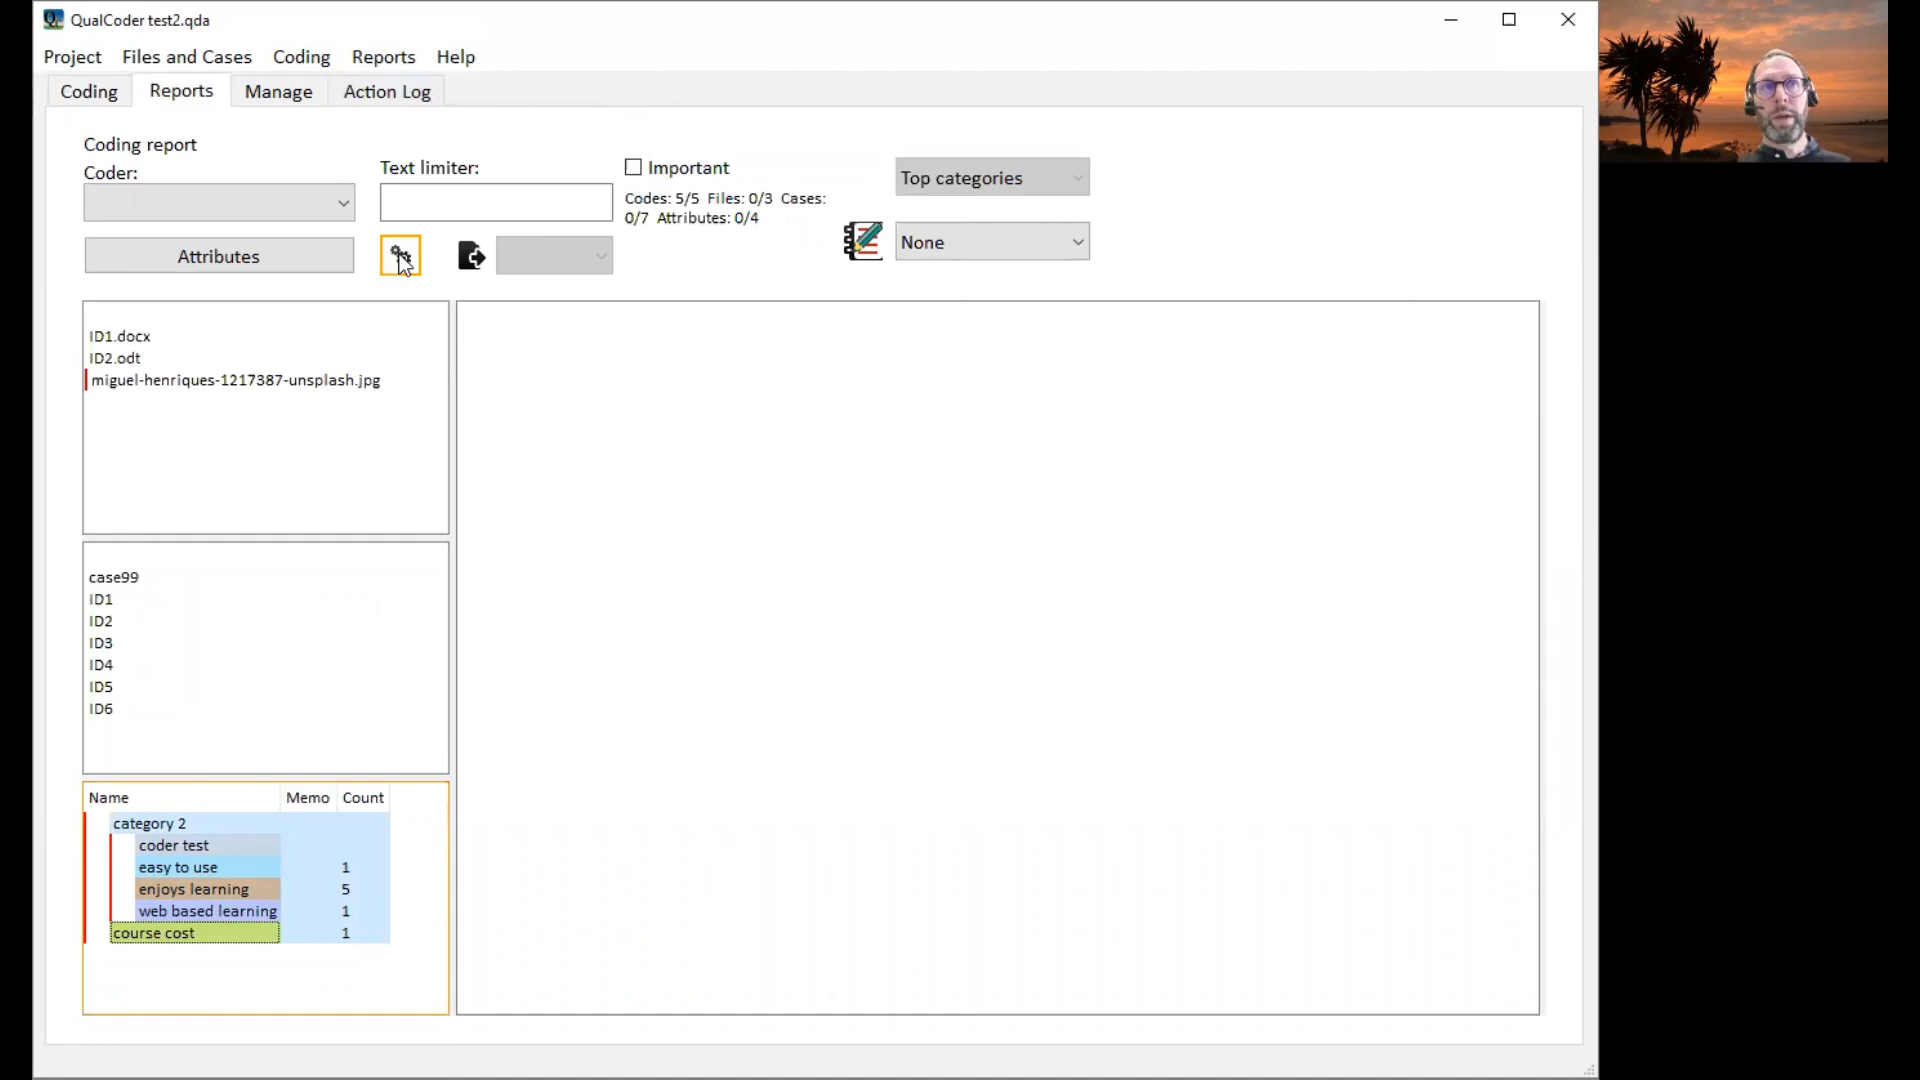 QualCoder test2.qda
Project Files and Cases Coding Reports Help
Coding Reports Manage Action Log
Coding report
Coder:
Text limiter:
Important
Codes: 5/5 Files: 0/3 Cases:
0/7 Attributes: 0/4
Top categories
Attributes
None
ID1.docx
ID2.odt
miguel-henriques-1217387-unsplash.jpg
case99
ID1
ID2
ID3
ID4
ID5
ID6
Name Memo Count
category 2
coder test
easy to use 1
enjoys learning 5
web based learning 1
course cost 1